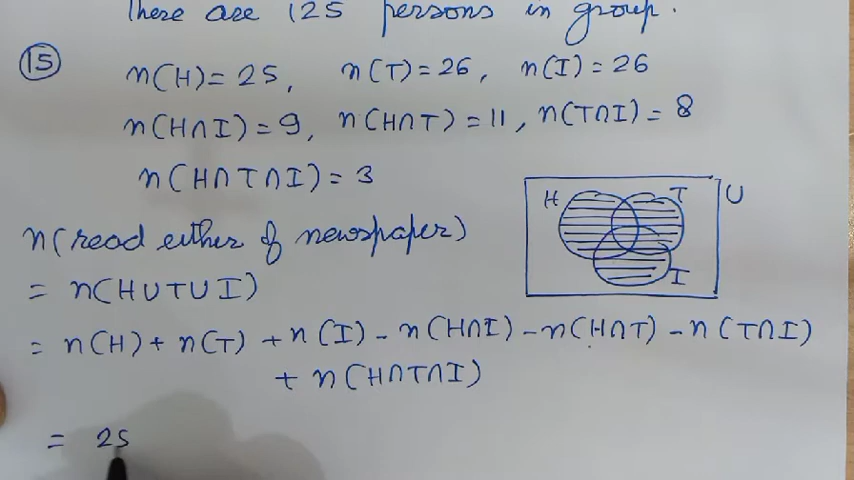 There are 125 persons in group.
15 n(H) = 25, n(T) = 26, n(I) = 26
n(H∩I) = 9, n(H∩T) = 11, n(T∩I) = 8
n(H∩T∩I) = 3
H T U
I
n(read either of newspaper)
= n(H∪T∪I)
= n(H) + n(T) + n(I) - n(H∩I) - n(H∩T) - n(T∩I)
+ n(H∩T∩I)
= 25